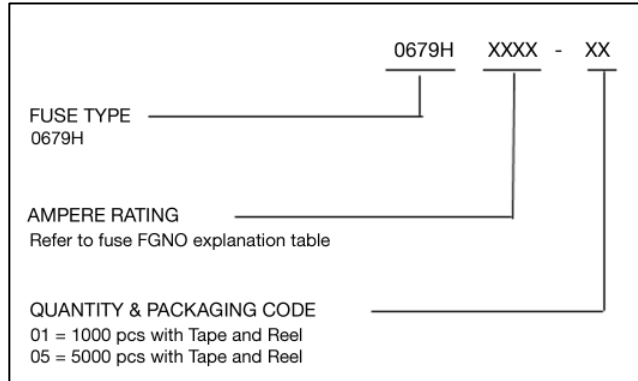 0679H XXXX - XX
FUSE TYPE
0679H
AMPERE RATING
Refer to fuse FGNO explanation table
QUANTITY & PACKAGING CODE
01 = 1000 pcs with Tape and Reel
05 = 5000 pcs with Tape and Reel